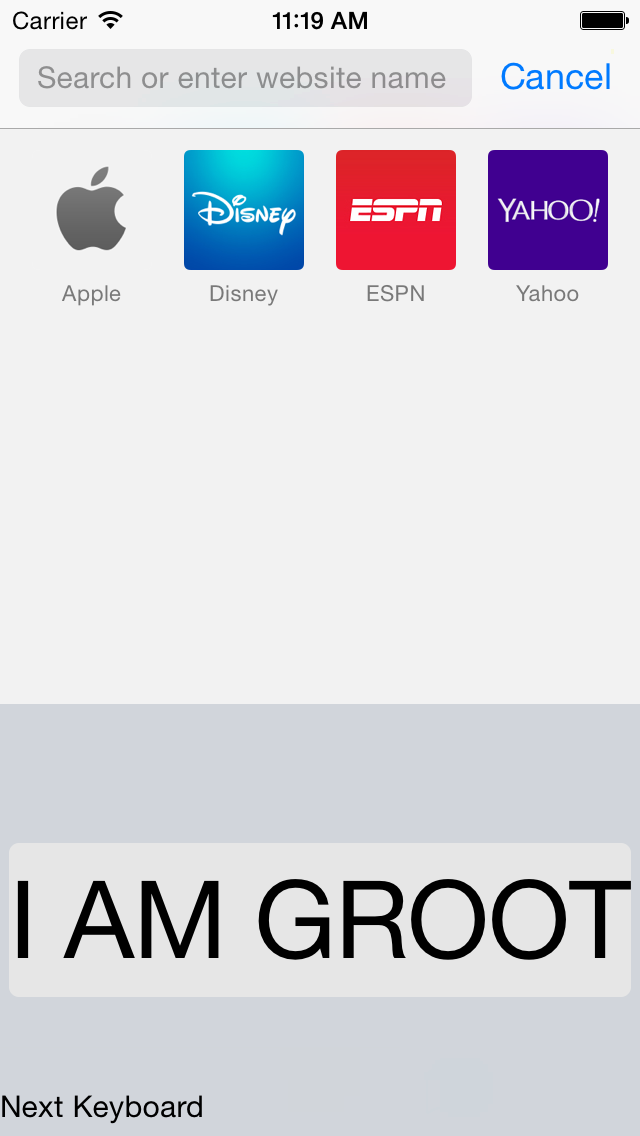 Carrier 11:19 AM
Search or enter website name Cancel
Disney ESPN YAHOO!
Apple Disney ESPN Yahoo
I AM GROOT
Next Keyboard